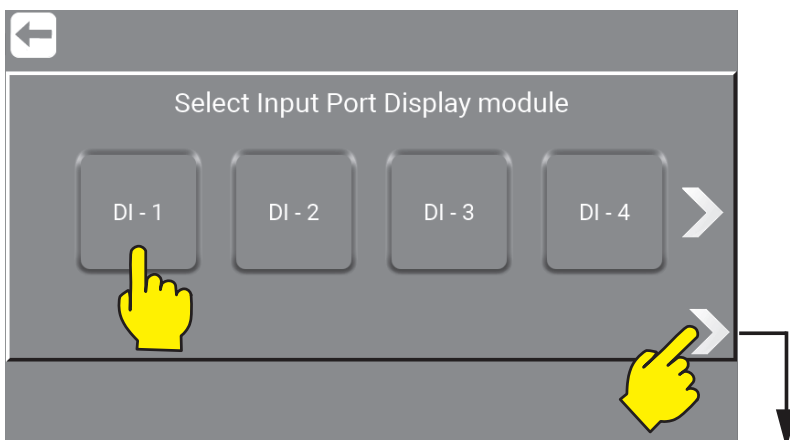 Select Input Port Display module
DI - 1 DI - 2 DI - 3 DI - 4